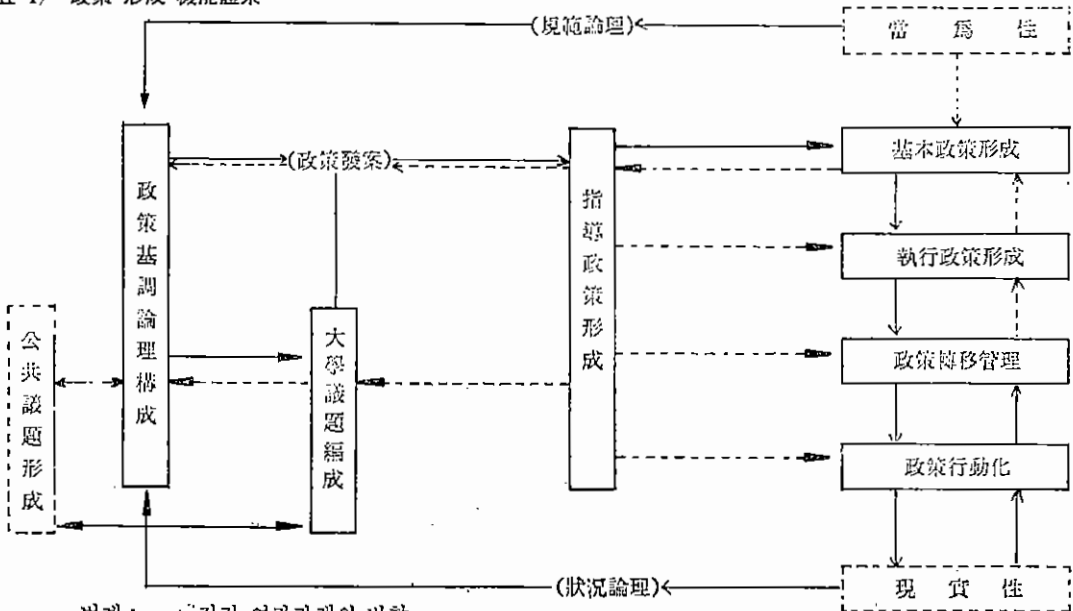 政策 形成 機能體系
(規範論理)
當爲性
政策基調論理構成
(政策發案)
指導政策形成
基本政策形成
執行政策形成
公共議題形成
大學議題編成
政策轉移管理
政策行動化
(狀況論理)
現實性